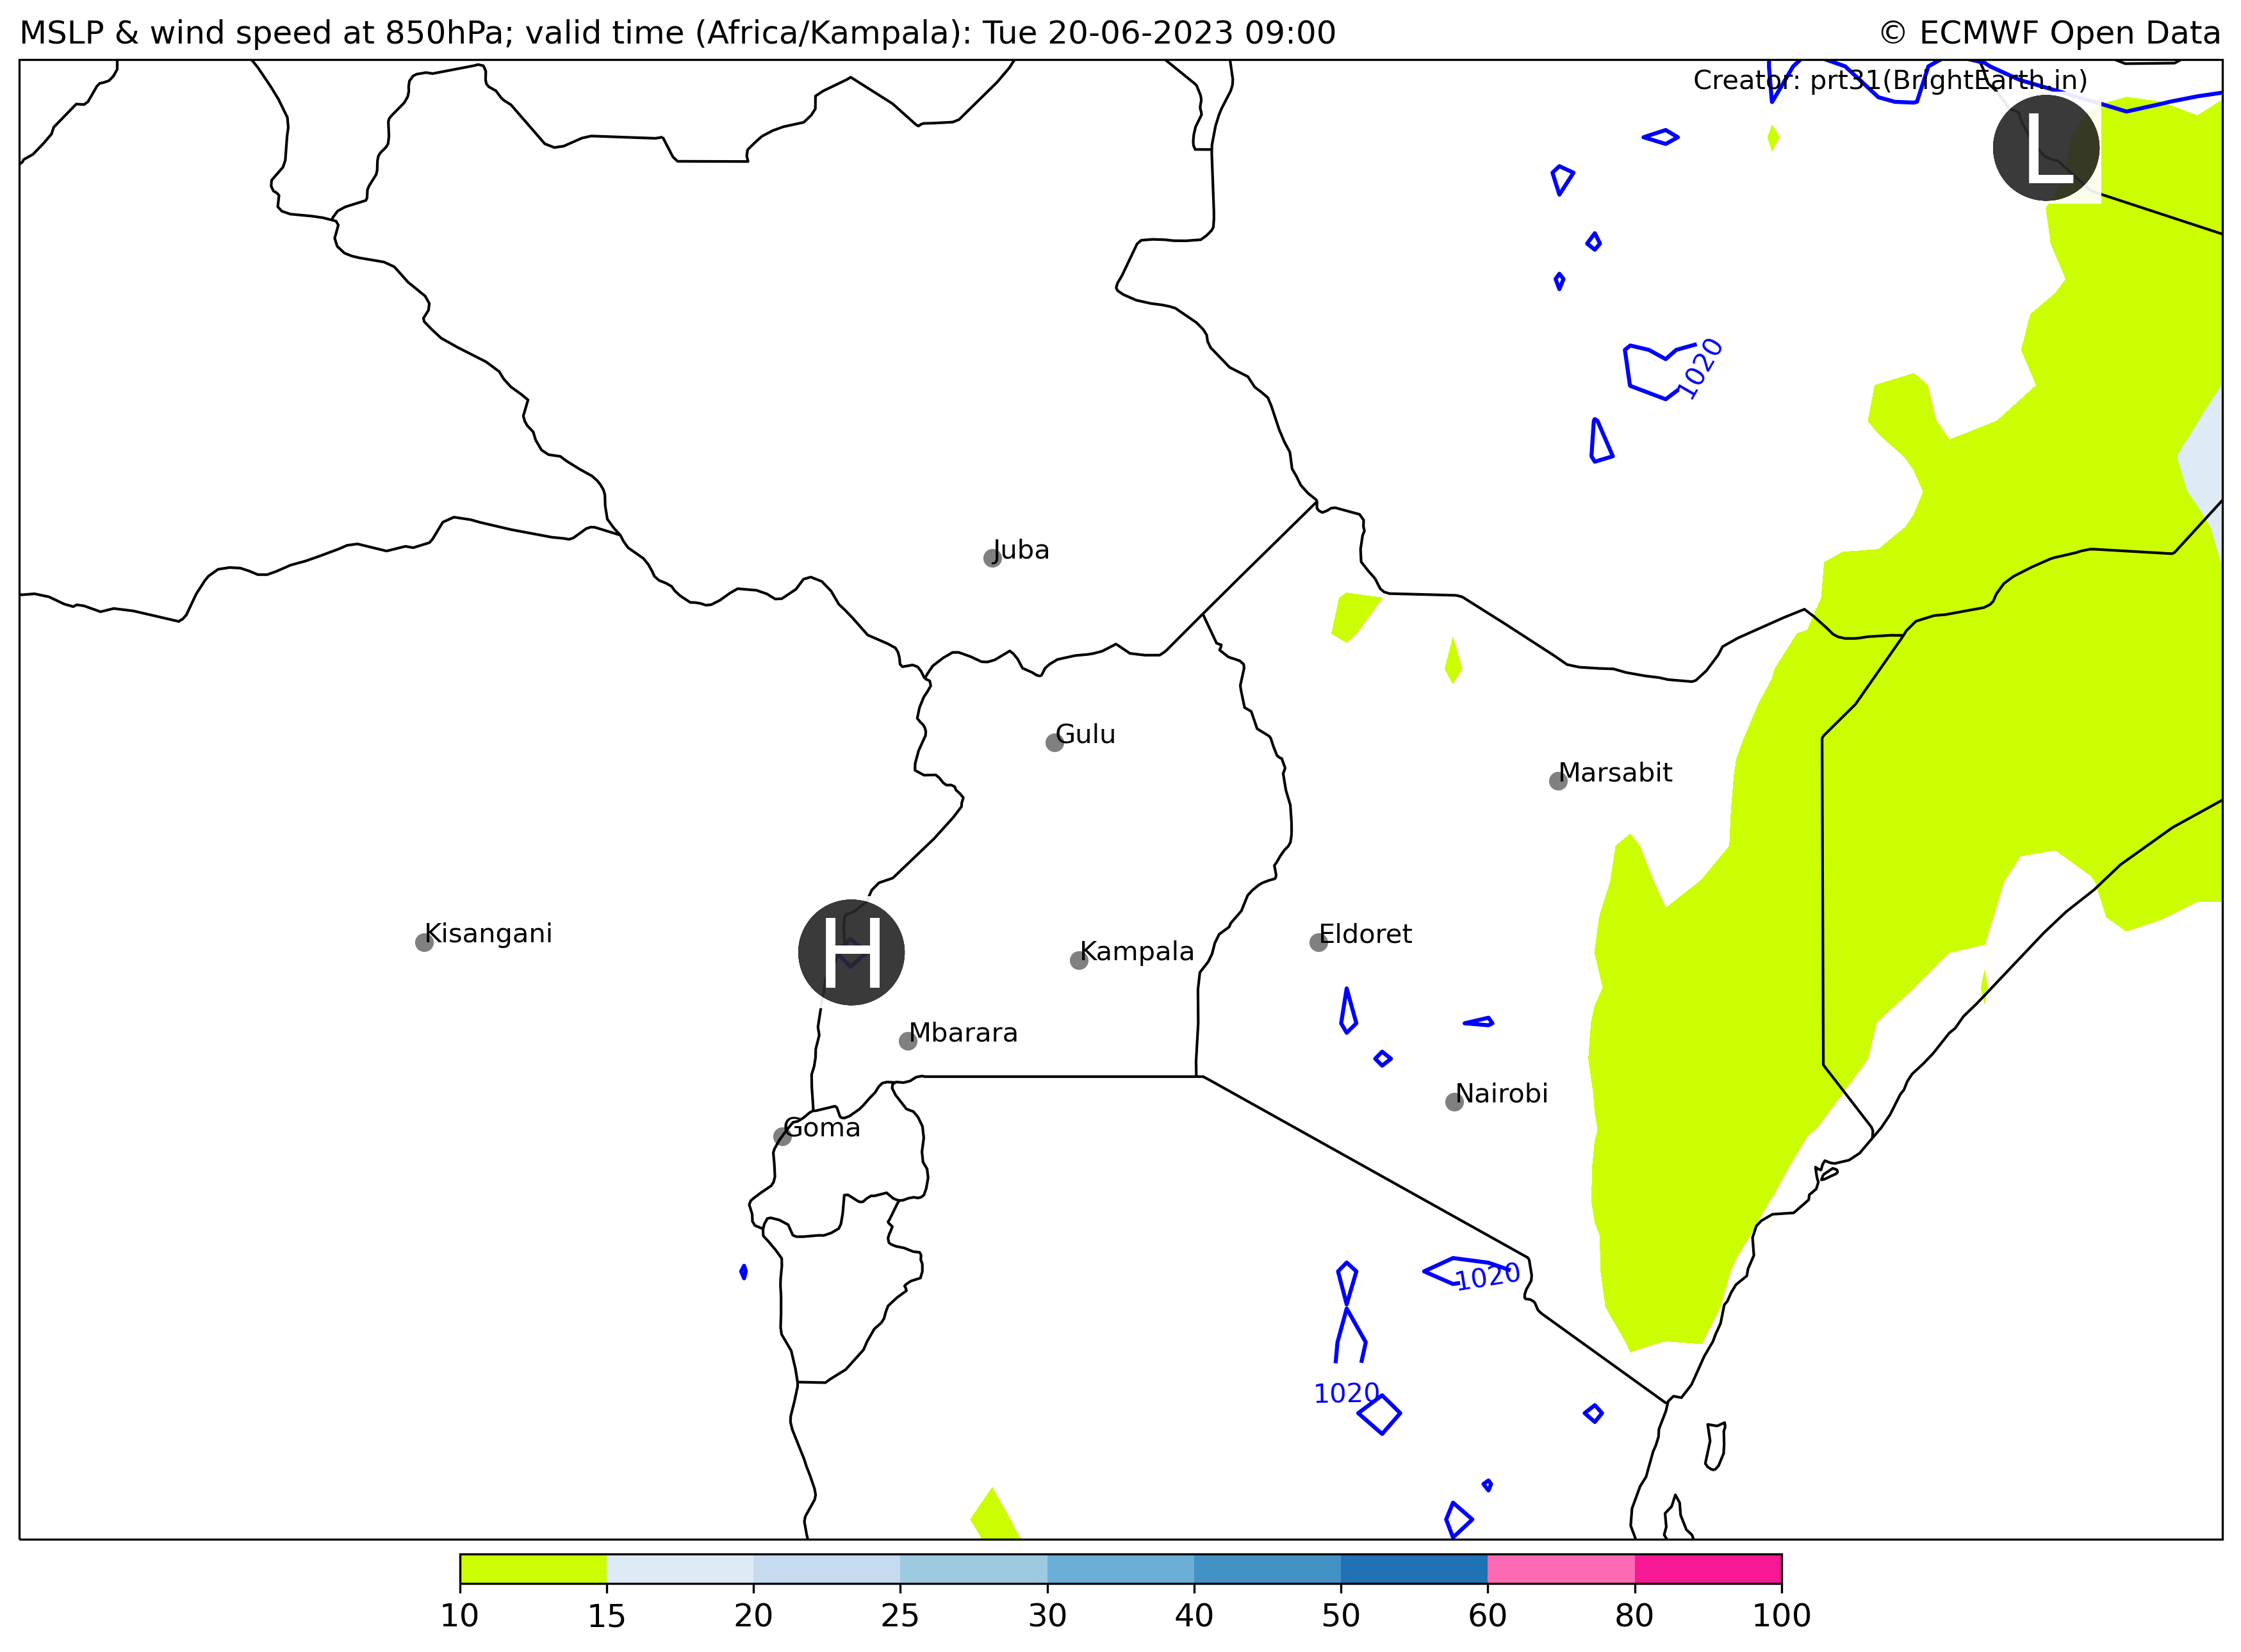 MSLP & wind speed at 850hPa; valid time (Africa/Kampala): Tue 20-06-2023 09:00
© ECMWF Open Data
Creator: prt31(BrightEarth.in)
L
1020
Juba
Gulu
Marsabit
Kisangani
H
Kampala
Eldoret
Mbarara
Nairobi
Goma
1020
1020
10 15 20 25 30 40 50 60 80 100